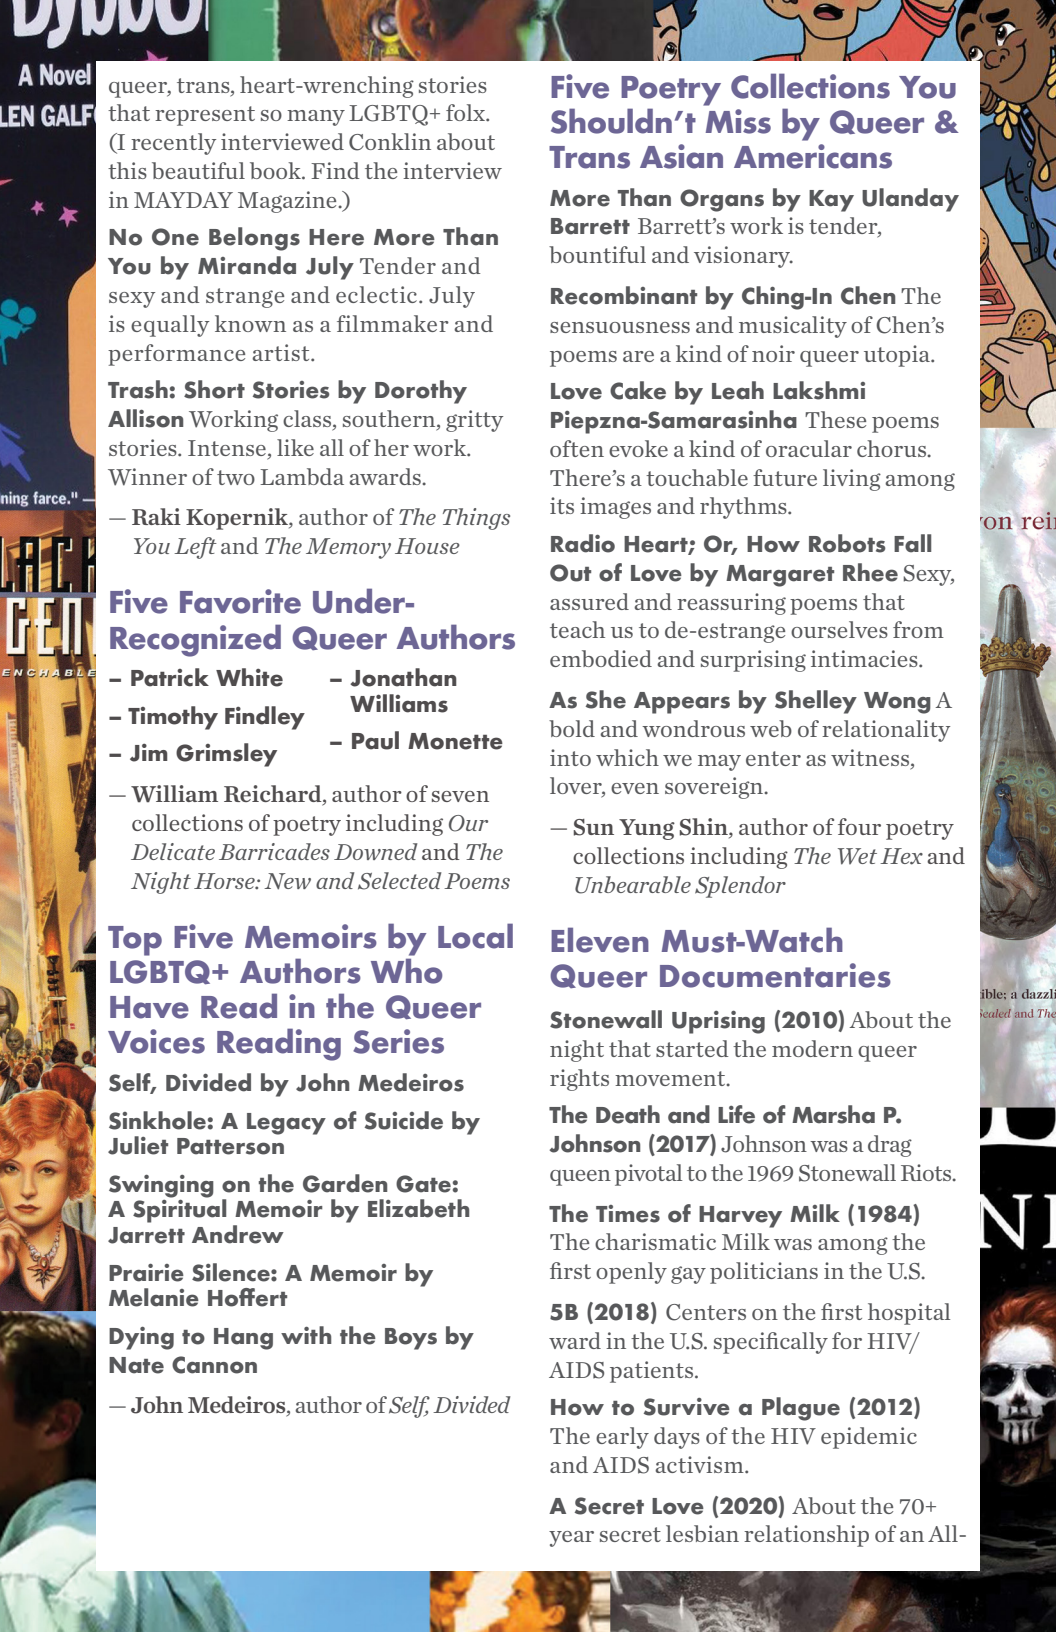 A Novel
queer, trans, heart-wrenching stories
that represent so many LGBTQ+ folx.
(I recently interviewed Conklin about
this beautiful book. Find the interview
in MAYDAY Magazine.)
No One Belongs Here More Than
You by Miranda July Tender and
sexy and strange and eclectic. July
is equally known as a filmmaker and
performance artist.
Trash: Short Stories by Dorothy
Allison Working class, southern, gritty
stories. Intense, like all of her work.
Winner of two Lambda awards.
— Raki Kopernik, author of The Things
You Left and The Memory House
Five Favorite Under-
Recognized Queer Authors
– Patrick White
– Timothy Findley
– Jim Grimsley
– Jonathan
Williams
– Paul Monette
— William Reichard, author of seven
collections of poetry including Our
Delicate Barricades Downed and The
Night Horse: New and Selected Poems
Top Five Memoirs by Local
LGBTQ+ Authors Who
Have Read in the Queer
Voices Reading Series
Self, Divided by John Medeiros
Sinkhole: A Legacy of Suicide by
Juliet Patterson
Swinging on the Garden Gate:
A Spiritual Memoir by Elizabeth
Jarrett Andrew
Prairie Silence: A Memoir by
Melanie Hoffert
Dying to Hang with the Boys by
Nate Cannon
— John Medeiros, author of Self, Divided
Five Poetry Collections You
Shouldn't Miss by Queer &
Trans Asian Americans
More Than Organs by Kay Ulanday
Barrett Barrett's work is tender,
bountiful and visionary.
Recombinant by Ching-In Chen The
sensuousness and musicality of Chen's
poems are a kind of noir queer utopia.
Love Cake by Leah Lakshmi
Piepzna-Samarasinha These poems
often evoke a kind of oracular chorus.
There's a touchable future living among
its images and rhythms.
Radio Heart; Or, How Robots Fall
Out of Love by Margaret Rhee Sexy,
assured and reassuring poems that
teach us to de-estrange ourselves from
embodied and surprising intimacies.
As She Appears by Shelley Wong A
bold and wondrous web of relationality
into which we may enter as witness,
lover, even sovereign.
— Sun Yung Shin, author of four poetry
collections including The Wet Hex and
Unbearable Splendor
Eleven Must-Watch
Queer Documentaries
Stonewall Uprising (2010) About the
night that started the modern queer
rights movement.
The Death and Life of Marsha P.
Johnson (2017) Johnson was a drag
queen pivotal to the 1969 Stonewall Riots.
The Times of Harvey Milk (1984)
The charismatic Milk was among the
first openly gay politicians in the U.S.
5B (2018) Centers on the first hospital
ward in the U.S. specifically for HIV/
AIDS patients.
How to Survive a Plague (2012)
The early days of the HIV epidemic
and AIDS activism.
A Secret Love (2020) About the 70+
year secret lesbian relationship of an All-